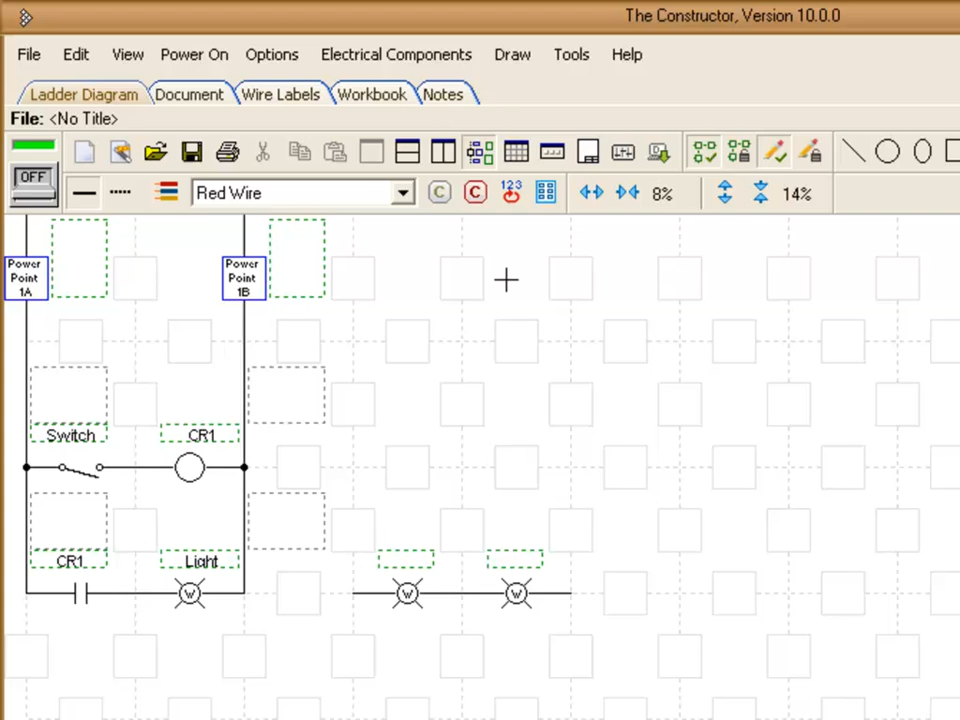 The Constructor, Version 10.0.0
File Edit View Power On Options Electrical Components Draw Tools Help
Ladder Diagram Document Wire Labels Workbook Notes
File: <No Title>
OFF
123
Red Wire C C 8% 14%
Power Point 1A
Power Point 1B
Switch CR1
CR1 Light
W W W